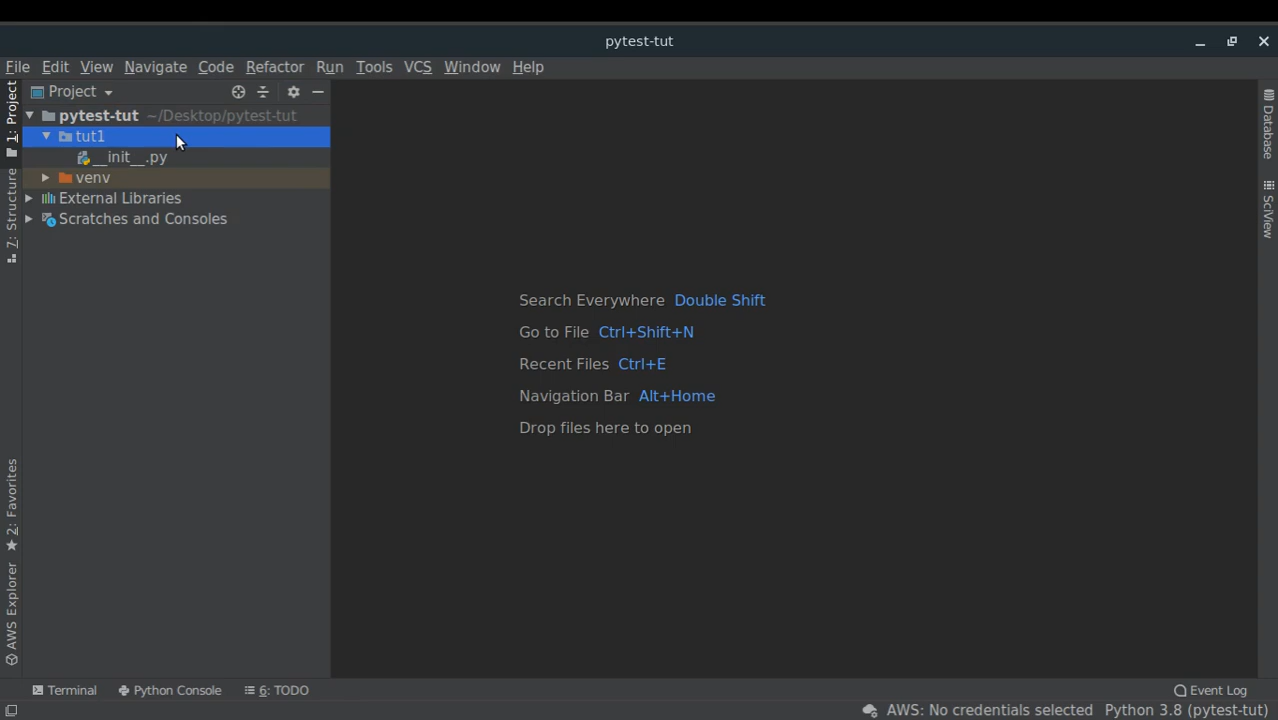 pytest-tut
File Edit View Navigate Code Refactor Run Tools VCS Window Help
Project
pytest-tut ~/Desktop/pytest-tut
tut1
__init__.py
venv
External Libraries
Scratches and Consoles
1: Project
7: Structure
2: Favorites
AWS Explorer
Search Everywhere Double Shift
Go to File Ctrl+Shift+N
Recent Files Ctrl+E
Navigation Bar Alt+Home
Drop files here to open
Database
SciView
Terminal Python Console 6: TODO Event Log
AWS: No credentials selected Python 3.8 (pytest-tut)